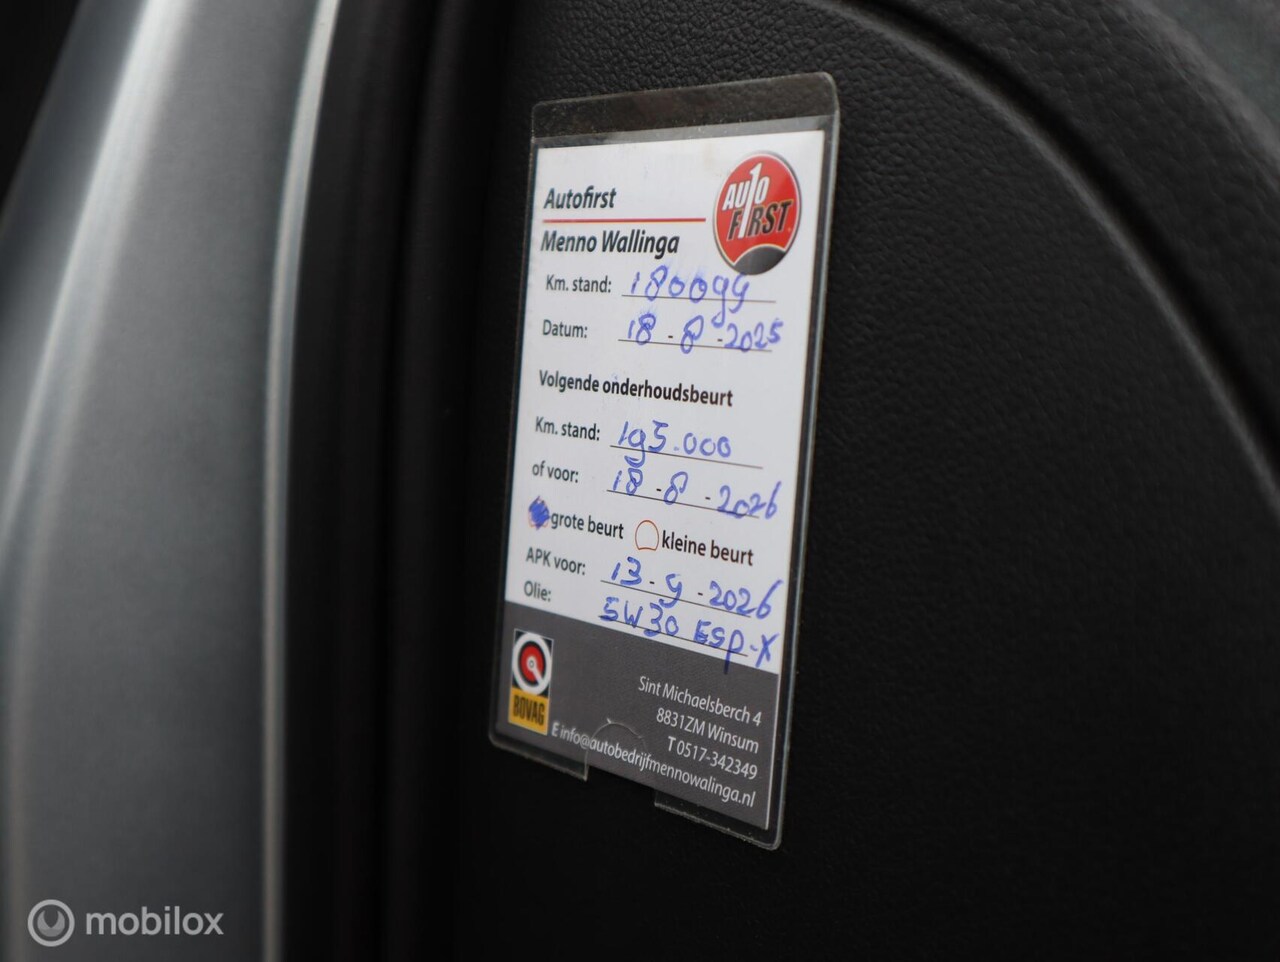 Autofirst
AUTO
F1RST
Menno Wallinga
Km. stand: 180099
Datum: 18-8-2025
Volgende onderhoudsbeurt
Km. stand: 195.000
of voor: 18-8-2026
grote beurt kleine beurt
APK voor: 13-9-2026
Olie: 5W30 ESP-X
BOVAG
Sint Michaelsberch 4
8831ZM Winsum
T 0517-342349
E info@autobedrijfmennowalinga.nl
mobilox